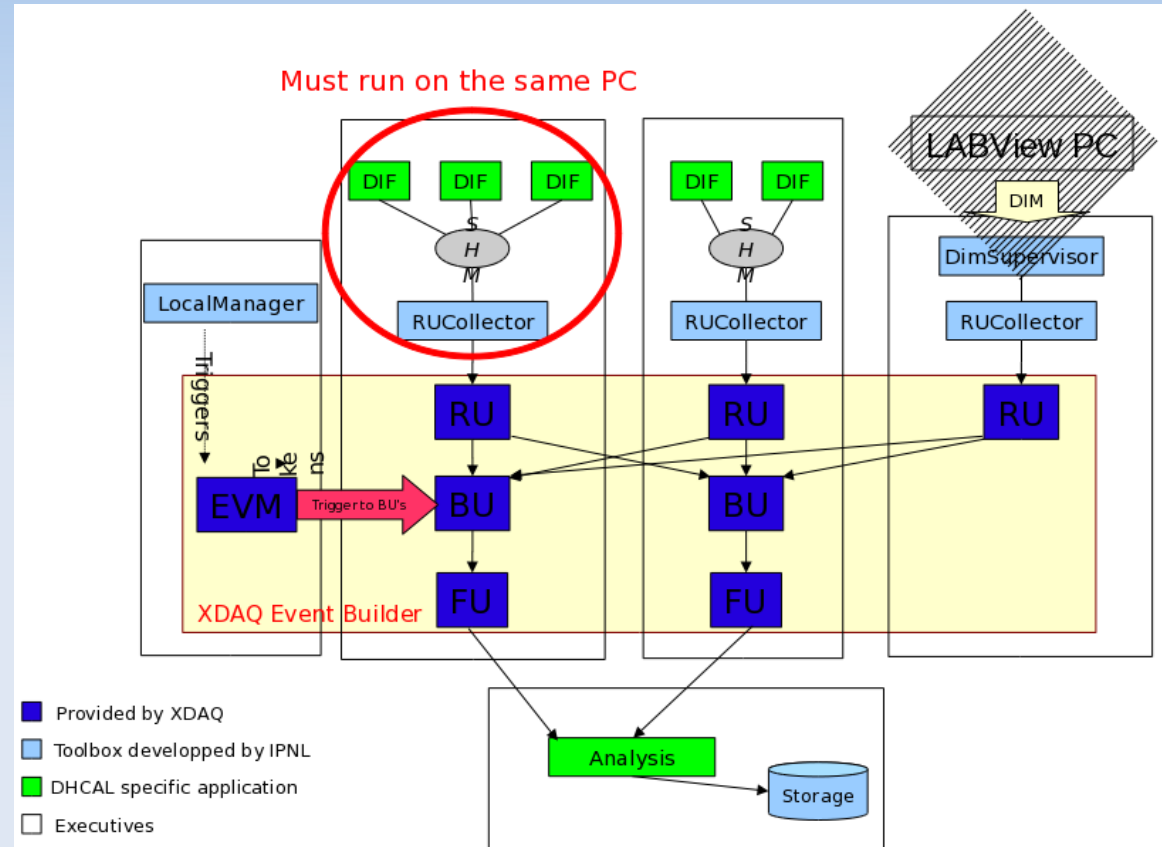 Must run on the same PC
LABView PC
DIM
DIF
DIF
DIF
DIF
DIF
S
H
M
S
H
M
DimSupervisor
LocalManager
RUCollector
RUCollector
RUCollector
Triggers
RU
RU
RU
To
ke
ns
EVM
Trigger to BU's
BU
BU
FU
FU
XDAQ Event Builder
Provided by XDAQ
Toolbox developped by IPNL
DHCAL specific application
Executives
Analysis
Storage